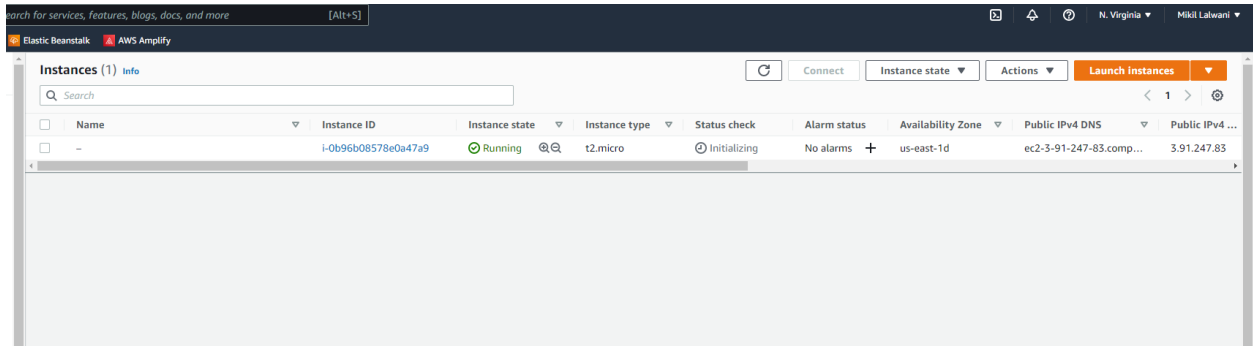 earch for services, features, blogs, docs, and more [Alt+S] N. Virginia Mikil Lalwani
Elastic Beanstalk AWS Amplify
Instances (1) Info Connect Instance state Actions Launch instances
Search 1
Name Instance ID Instance state Instance type Status check Alarm status Availability Zone Public IPv4 DNS Public IPv4 ...
– i-0b96b08578e0a47a9 Running t2.micro Initializing No alarms + us-east-1d ec2-3-91-247-83.comp... 3.91.247.83